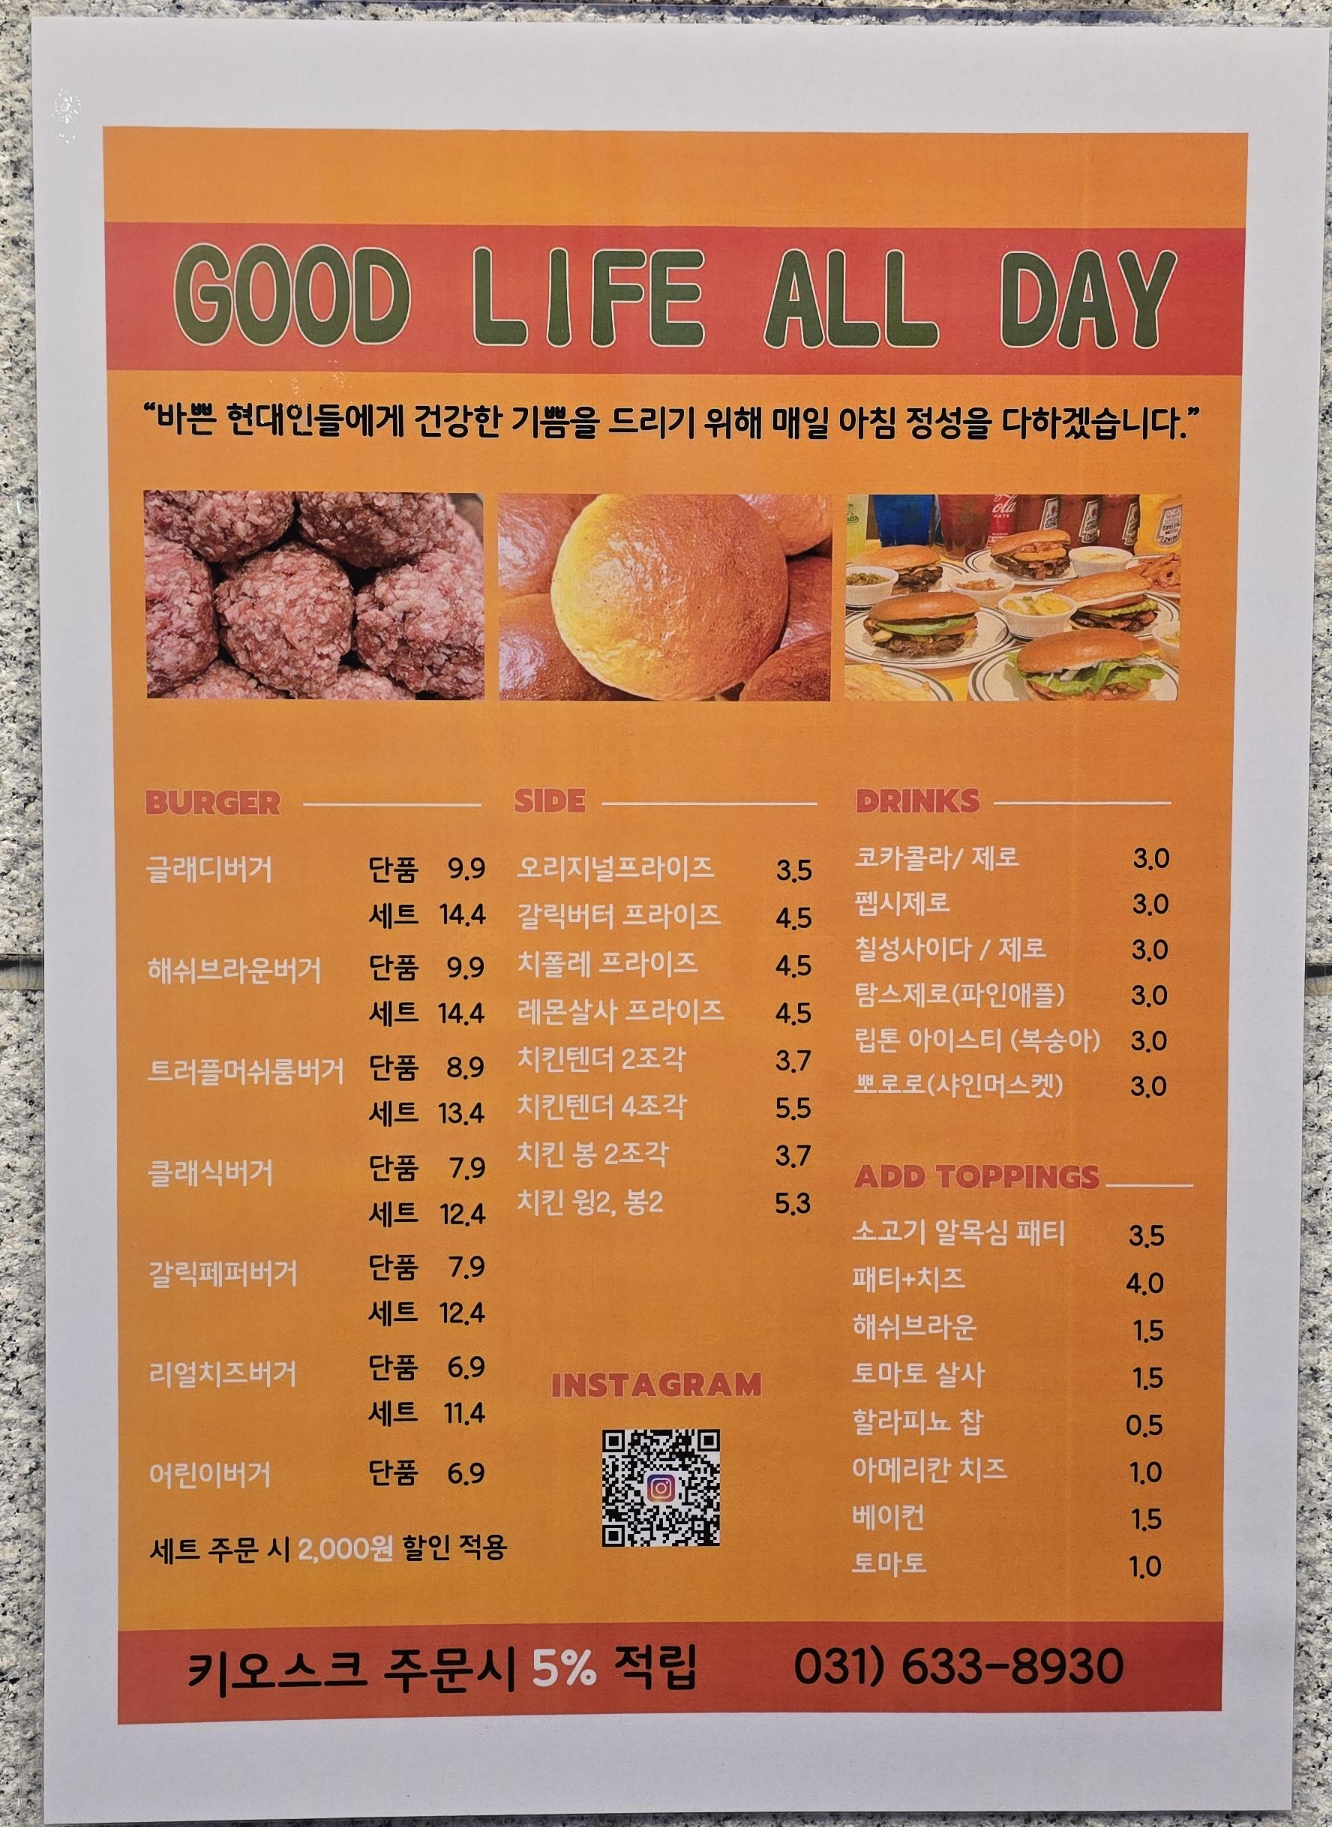 GOOD LIFE ALL DAY
“바쁜 현대인들에게 건강한 기쁨을 드리기 위해 매일 아침 정성을 다하겠습니다.”
BURGER
글래디버거 단품 9.9
세트 14.4
해쉬브라운버거 단품 9.9
세트 14.4
트러플머쉬룸버거 단품 8.9
세트 13.4
클래식버거 단품 7.9
세트 12.4
갈릭페퍼버거 단품 7.9
세트 12.4
리얼치즈버거 단품 6.9
세트 11.4
어린이버거 단품 6.9
세트 주문 시 2,000원 할인 적용
SIDE
오리지널프라이즈 3.5
갈릭버터 프라이즈 4.5
치폴레 프라이즈 4.5
레몬살사 프라이즈 4.5
치킨텐더 2조각 3.7
치킨텐더 4조각 5.5
치킨 봉 2조각 3.7
치킨 윙2, 봉2 5.3
INSTAGRAM
DRINKS
코카콜라/ 제로 3.0
펩시제로 3.0
칠성사이다 / 제로 3.0
탐스제로(파인애플) 3.0
립톤 아이스티 (복숭아) 3.0
뽀로로(샤인머스켓) 3.0
ADD TOPPINGS
소고기 알목심 패티 3.5
패티+치즈 4.0
해쉬브라운 1.5
토마토 살사 1.5
할라피뇨 찹 0.5
아메리칸 치즈 1.0
베이컨 1.5
토마토 1.0
키오스크 주문시 5% 적립 031) 633-8930